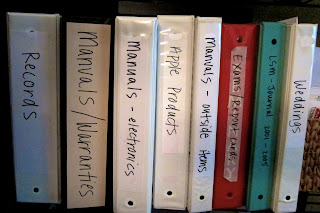 Records
Manuals/Warranties
Manuals - electronics
Apple Products
Manuals - outside
items
Exams/Report cards
LSM - Journal 2001 - 2005
Weddings